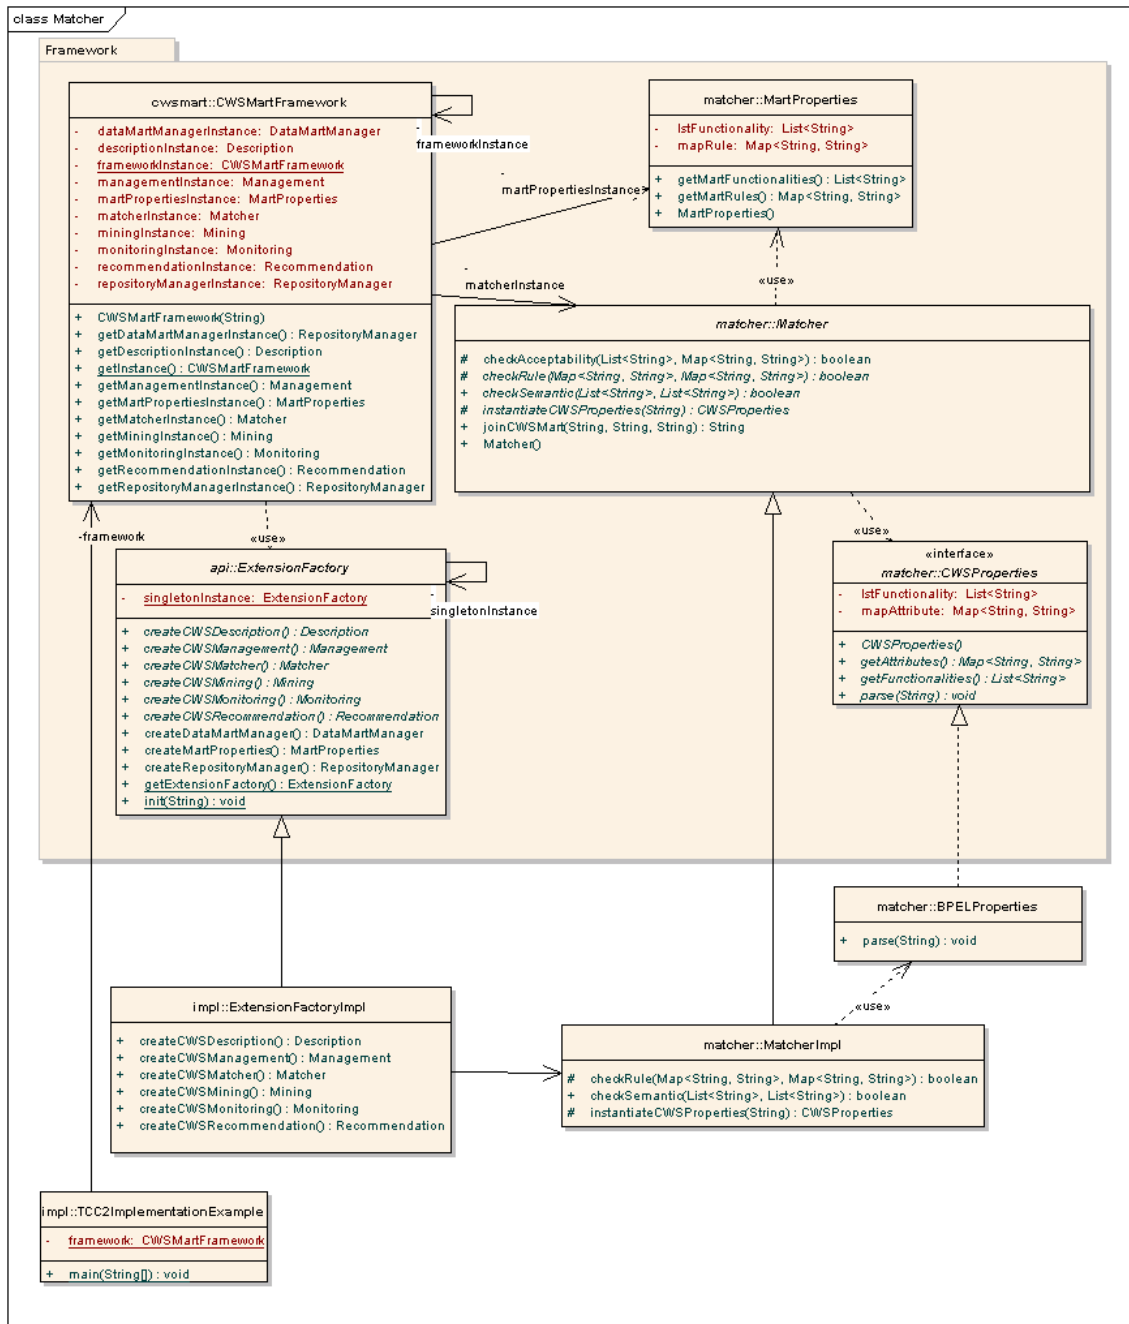 class Matcher
Framework
cwsmart::CWSMartFramework
- dataMartManagerInstance: DataMartManager
- descriptionInstance: Description
- frameworkInstance: CWSMartFramework
- managementInstance: Management
- martPropertiesInstance: MartProperties
- matcherInstance: Matcher
- miningInstance: Mining
- monitoringInstance: Monitoring
- recommendationInstance: Recommendation
- repositoryManagerInstance: RepositoryManager
+ CWSMartFramework(String)
+ getDataMartManagerInstance() : RepositoryManager
+ getDescriptionInstance() : Description
+ getInstance() : CWSMartFramework
+ getManagementInstance() : Management
+ getMartPropertiesInstance() : MartProperties
+ getMatcherInstance() : Matcher
+ getMiningInstance() : Mining
+ getMonitoringInstance() : Monitoring
+ getRecommendationInstance() : Recommendation
+ getRepositoryManagerInstance() : RepositoryManager
-
frameworkInstance
-
martPropertiesInstance
-
matcherInstance
matcher::MartProperties
- lstFunctionality: List<String>
- mapRule: Map<String, String>
+ getMartFunctionalities() : List<String>
+ getMartRules() : Map<String, String>
+ MartProperties()
«use»
matcher::Matcher
# checkAcceptability(List<String>, Map<String, String>) : boolean
# checkRule(Map<String, String>, Map<String, String>) : boolean
+ checkSemantic(List<String>, List<String>) : boolean
# instantiateCWSProperties(String) : CWSProperties
+ joinCWSMart(String, String, String) : String
+ Matcher()
-framework
«use»
«use»
api::ExtensionFactory
- singletonInstance: ExtensionFactory
+ createCWSDescription() : Description
+ createCWSManagement() : Management
+ createCWSMatcher() : Matcher
+ createCWSMining() : Mining
+ createCWSMonitoring() : Monitoring
+ createCWSRecommendation() : Recommendation
+ createDataMartManager() : DataMartManager
+ createMartProperties() : MartProperties
+ createRepositoryManager() : RepositoryManager
+ getExtensionFactory() : ExtensionFactory
+ init(String) : void
-
singletonInstance
«interface»
matcher::CWSProperties
- lstFunctionality: List<String>
- mapAttribute: Map<String, String>
+ CWSProperties()
+ getAttributes() : Map<String, String>
+ getFunctionalities() : List<String>
+ parse(String) : void
matcher::BPELProperties
+ parse(String) : void
«use»
impl::ExtensionFactoryImpl
+ createCWSDescription() : Description
+ createCWSManagement() : Management
+ createCWSMatcher() : Matcher
+ createCWSMining() : Mining
+ createCWSMonitoring() : Monitoring
+ createCWSRecommendation() : Recommendation
matcher::MatcherImpl
# checkRule(Map<String, String>, Map<String, String>) : boolean
+ checkSemantic(List<String>, List<String>) : boolean
# instantiateCWSProperties(String) : CWSProperties
impl::TCC2ImplementationExample
- framework: CWSMartFramework
+ main(String[]) : void